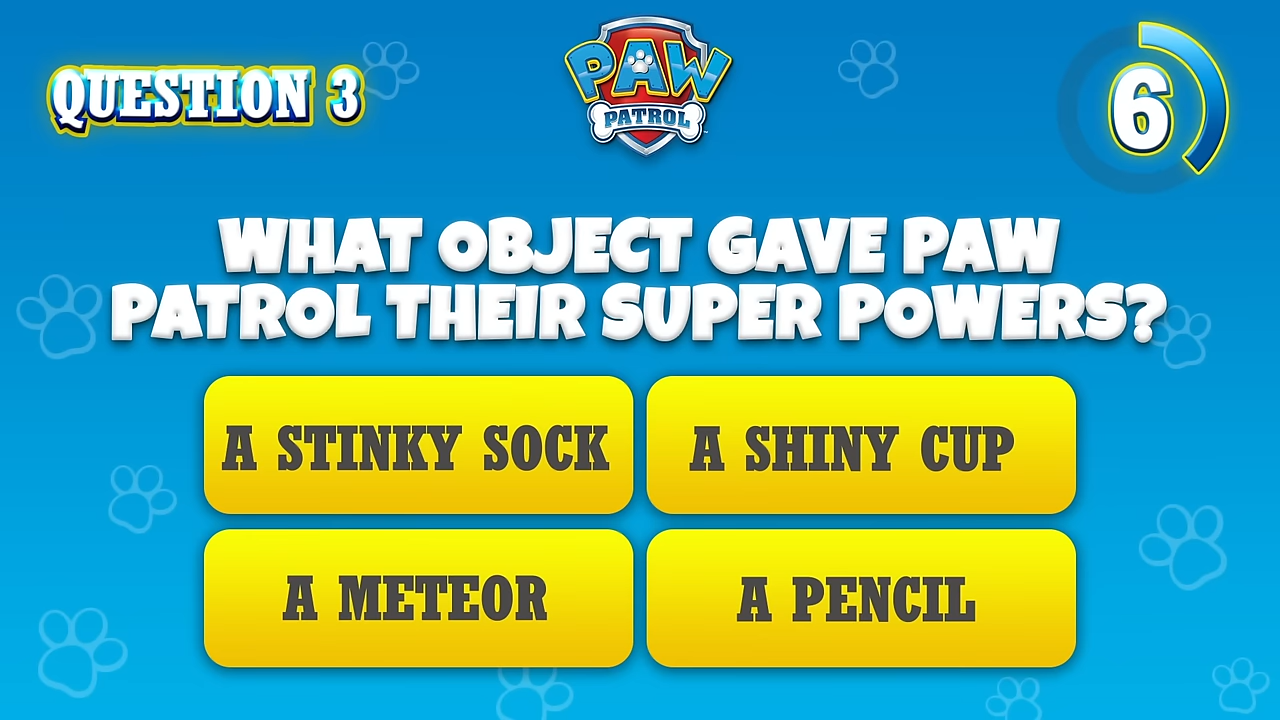 QUESTION 3
PAW
PATROL
6
WHAT OBJECT GAVE PAW
PATROL THEIR SUPER POWERS?
A STINKY SOCK
A SHINY CUP
A METEOR
A PENCIL